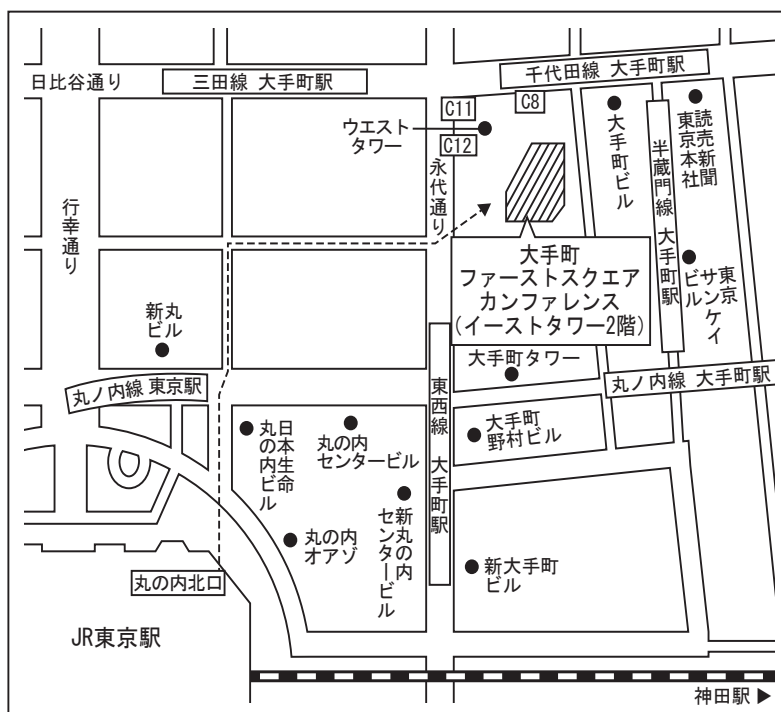 日比谷通り
三田線 大手町駅
千代田線 大手町駅
C11
C8
C12
ウエスト
タワー
永代通り
大手町ビル
半蔵門線 大手町駅
読売新聞
東京本社
行幸通り
大手町
ファーストスクエア
カンファレンス
(イーストタワー2階)
東京
サンケイ
ビル
新丸
ビル
大手町タワー
丸ノ内線 東京駅
丸ノ内線 大手町駅
東西線 大手町駅
日本生命
丸の内ビル
丸の内
センタービル
大手町
野村ビル
丸の内
オアゾ
新丸の内
センタービル
新大手町
ビル
丸の内北口
JR東京駅
神田駅